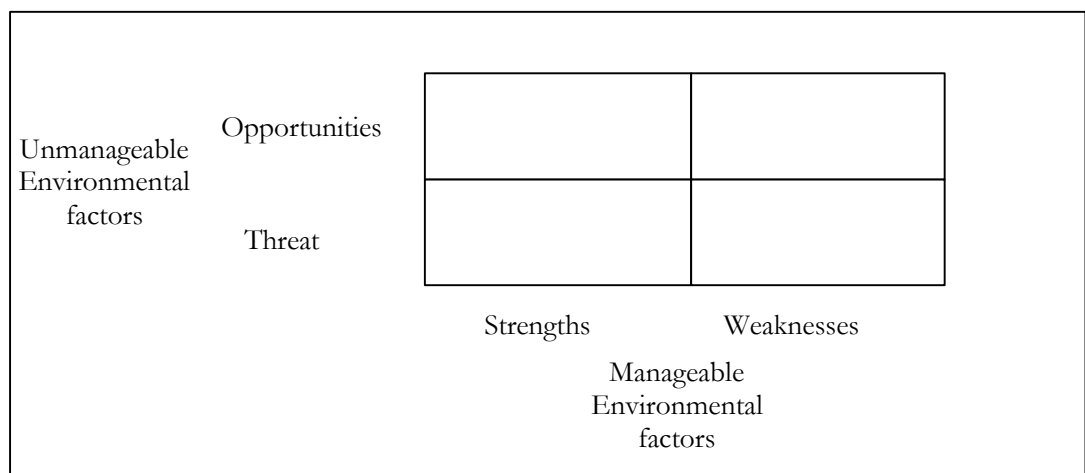 Opportunities
Unmanageable
Environmental
factors
Threat
Strengths
Weaknesses
Manageable
Environmental
factors